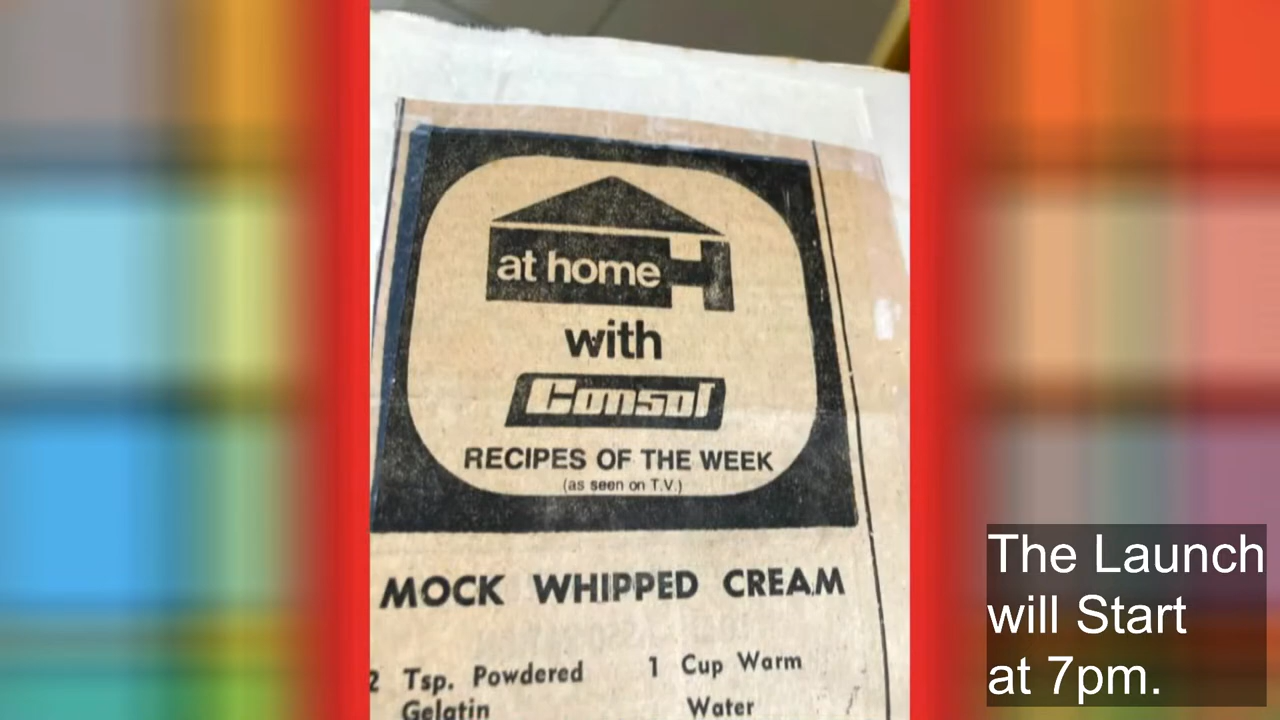 at home
with
Consol
RECIPES OF THE WEEK
(as seen on T.V.)
MOCK WHIPPED CREAM
2 Tsp. Powdered
Gelatin
1 Cup Warm
Water
The Launch
will Start
at 7pm.